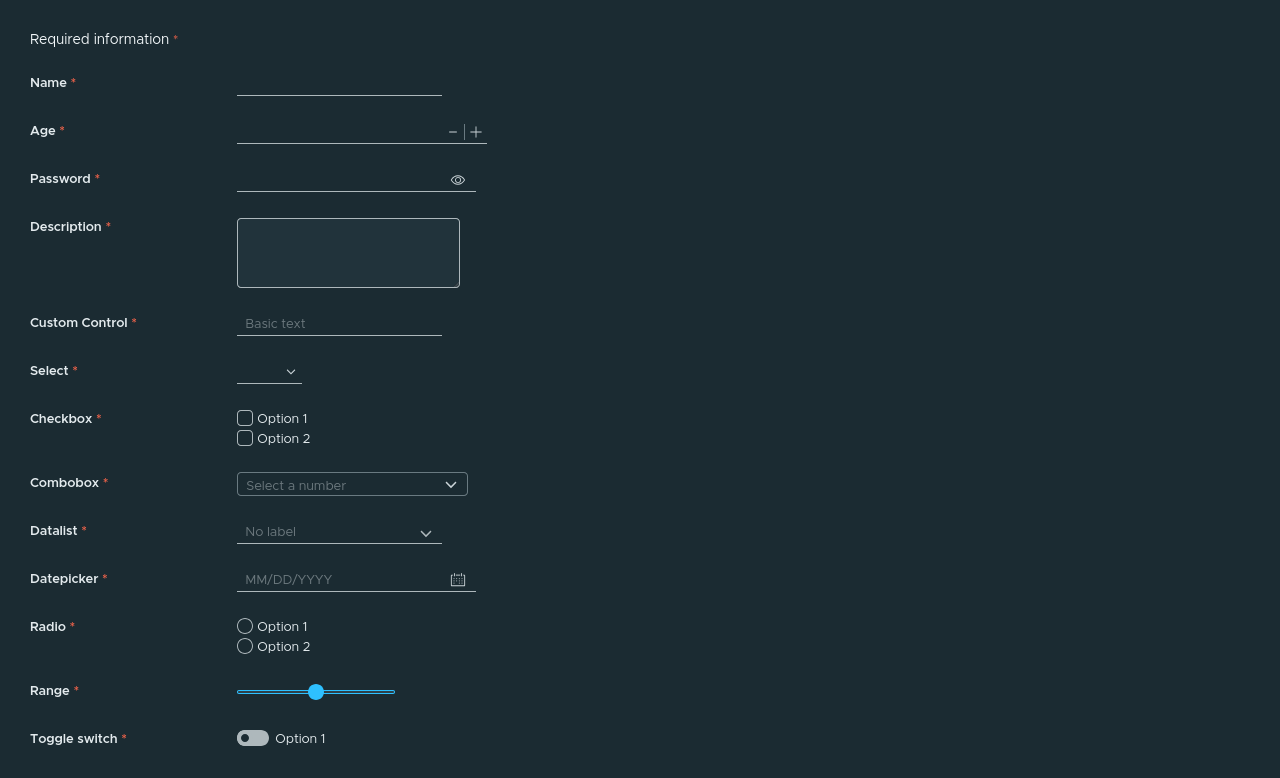 Required information *
Name *
Age *
Password *
Description *
Custom Control * Basic text
Select *
Checkbox * Option 1
Option 2
Combobox * Select a number
Datalist * No label
Datepicker * MM/DD/YYYY
Radio * Option 1
Option 2
Range *
Toggle switch * Option 1